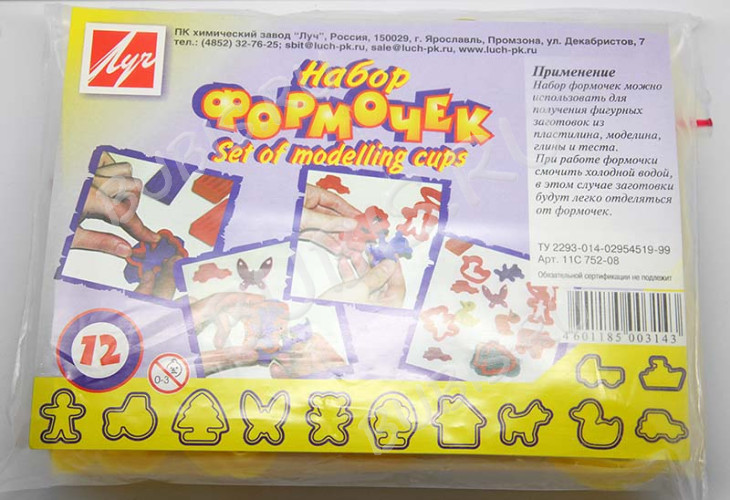 Луч
ПК химический завод "Луч", Россия, 150029, г. Ярославль, Промзона, ул. Декабристов, 7
тел.: (4852) 32-76-25; sbit@luch-pk.ru, sale@luch-pk.ru, www.luch-pk.ru
Набор
ФОРМОЧЕК
Set of modelling cups
Применение
Набор формочек можно
использовать для
получения фигурных
заготовок из
пластилина, моделина,
глины и теста.
При работе формочки
смочить холодной водой,
в этом случае заготовки
будут легко отделяться
от формочек.
ТУ 2293-014-02954519-99
Арт. 11С 752-08
Обязательной сертификации не подлежит
4 601185 003143
12
0-3